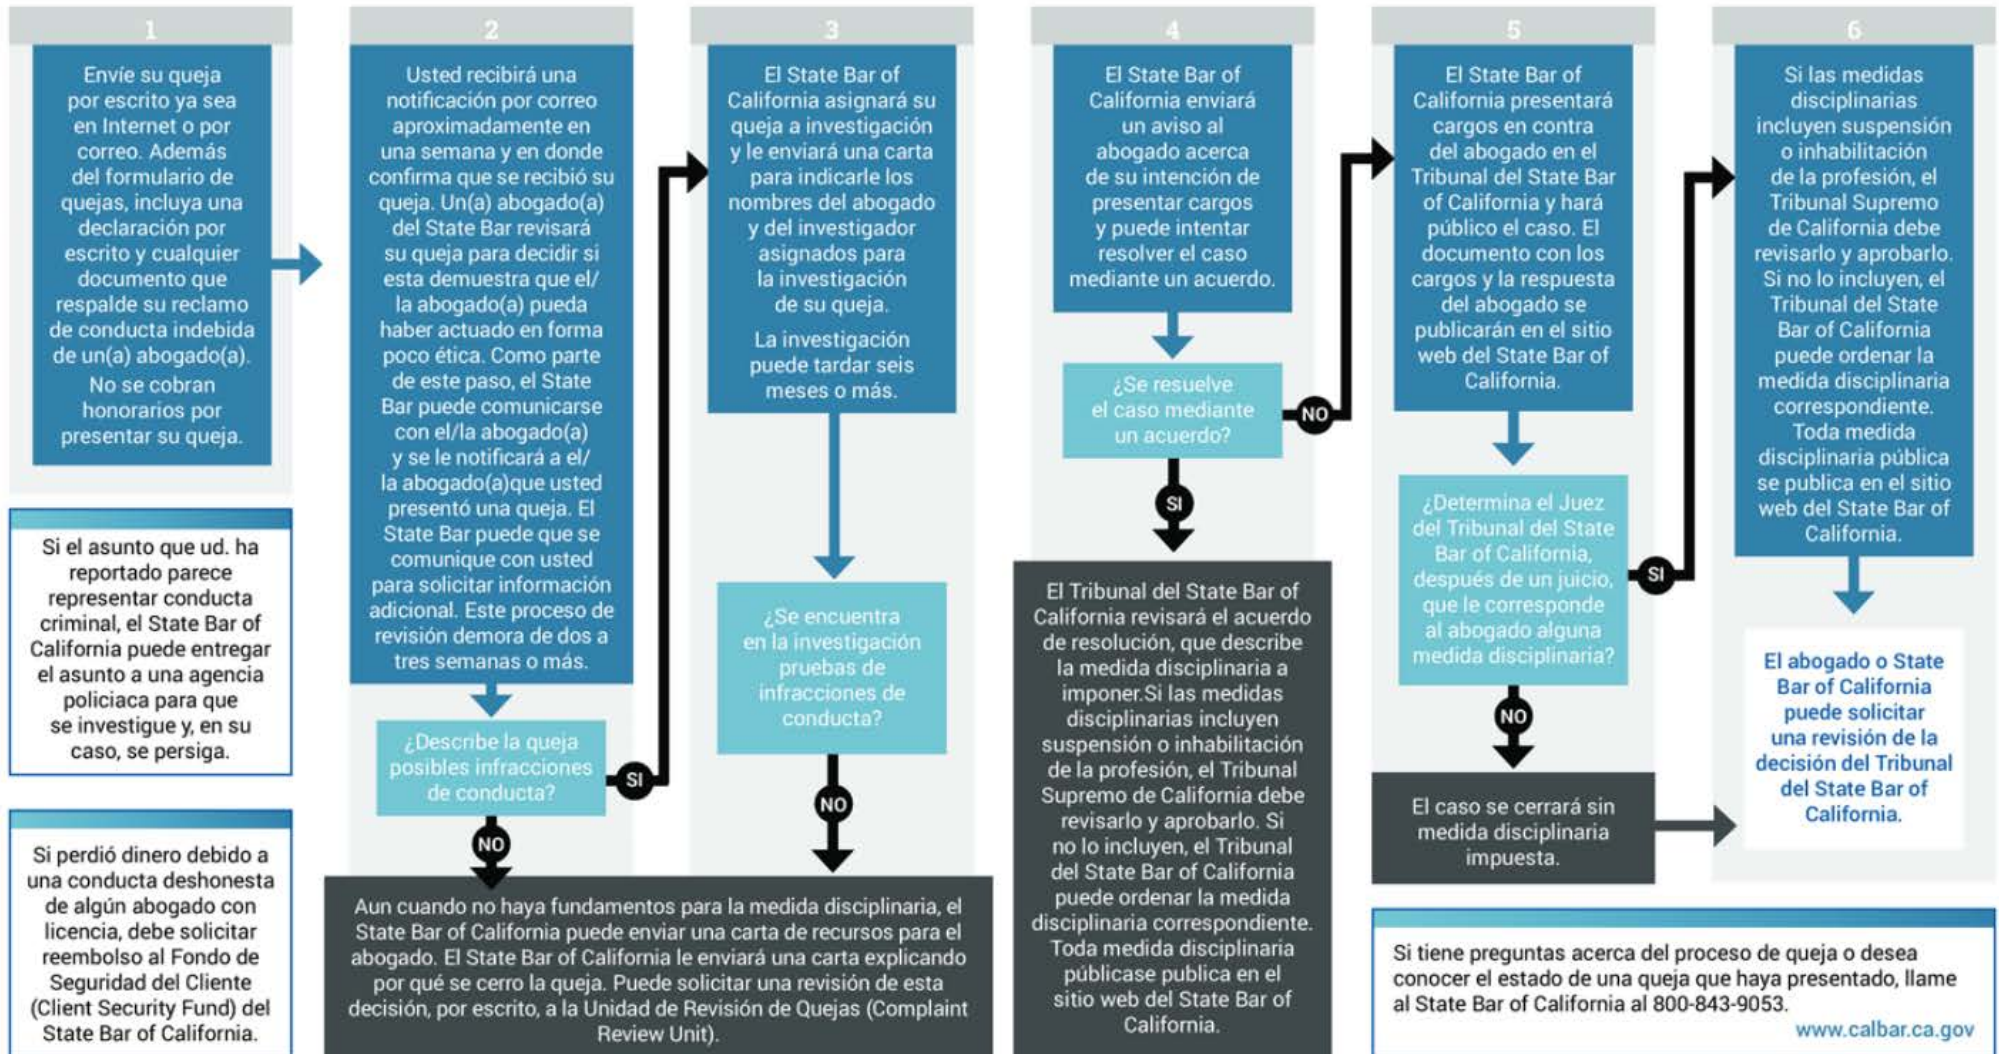 1
Envíe su queja
por escrito ya sea
en Internet o por
correo. Además
del formulario de
quejas, incluya una
declaración por
escrito y cualquier
documento que
respalde su reclamo
de conducta indebida
de un(a) abogado(a).
No se cobran
honorarios por
presentar su queja.
Si el asunto que ud. ha
reportado parece
representar conducta
criminal, el State Bar of
California puede entregar
el asunto a una agencia
policiaca para que
se investigue y, en su
caso, se persiga.
Si perdió dinero debido a
una conducta deshonesta
de algún abogado con
licencia, debe solicitar
reembolso al Fondo de
Seguridad del Cliente
(Client Security Fund) del
State Bar of California.
2
Usted recibirá una
notificación por correo
aproximadamente en
una semana y en donde
confirma que se recibió su
queja. Un(a) abogado(a)
del State Bar revisará
su queja para decidir si
esta demuestra que el/
la abogado(a) pueda
haber actuado en forma
poco ética. Como parte
de este paso, el State
Bar puede comunicarse
con el/la abogado(a)
y se le notificará a el/
la abogado(a)que usted
presentó una queja. El
State Bar puede que se
comunique con usted
para solicitar información
adicional. Este proceso de
revisión demora de dos a
tres semanas o más.
¿Describe la queja
posibles infracciones
de conducta?
SI
NO
3
El State Bar of
California asignará su
queja a investigación
y le enviará una carta
para indicarle los
nombres del abogado
y del investigador
asignados para
la investigación
de su queja.
La investigación
puede tardar seis
meses o más.
¿Se encuentra
en la investigación
pruebas de
infracciones de
conducta?
NO
Aun cuando no haya fundamentos para la medida disciplinaria, el
State Bar of California puede enviar una carta de recursos para el
abogado. El State Bar of California le enviará una carta explicando
por qué se cerro la queja. Puede solicitar una revisión de esta
decisión, por escrito, a la Unidad de Revisión de Quejas (Complaint
Review Unit).
4
El State Bar of
California enviará
un aviso al
abogado acerca
de su intención de
presentar cargos
y puede intentar
resolver el caso
mediante un acuerdo.
¿Se resuelve
el caso mediante
un acuerdo?
NO
SI
El Tribunal del State Bar of
California revisará el acuerdo
de resolución, que describe
la medida disciplinaria a
imponer.Si las medidas
disciplinarias incluyen
suspensión o inhabilitación
de la profesión, el Tribunal
Supremo de California debe
revisarlo y aprobarlo. Si
no lo incluyen, el Tribunal
del State Bar of California
puede ordenar la medida
disciplinaria correspondiente.
Toda medida disciplinaria
públicase publica en el
sitio web del State Bar of
California.
5
El State Bar of
California presentará
cargos en contra
del abogado en el
Tribunal del State Bar
of California y hará
público el caso. El
documento con los
cargos y la respuesta
del abogado se
publicarán en el sitio
web del State Bar of
California.
¿Determina el Juez
del Tribunal del State
Bar of California,
después de un juicio,
que le corresponde
al abogado alguna
medida disciplinaria?
SI
NO
El caso se cerrará sin
medida disciplinaria
impuesta.
6
Si las medidas
disciplinarias
incluyen suspensión
o inhabilitación
de la profesión, el
Tribunal Supremo
de California debe
revisarlo y aprobarlo.
Si no lo incluyen, el
Tribunal del State
Bar of California
puede ordenar la
medida disciplinaria
correspondiente.
Toda medida
disciplinaria pública
se publica en el sitio
web del State Bar of
California.
El abogado o State
Bar of California
puede solicitar
una revisión de la
decisión del Tribunal
del State Bar of
California.
Si tiene preguntas acerca del proceso de queja o desea
conocer el estado de una queja que haya presentado, llame
al State Bar of California al 800-843-9053.
www.calbar.ca.gov